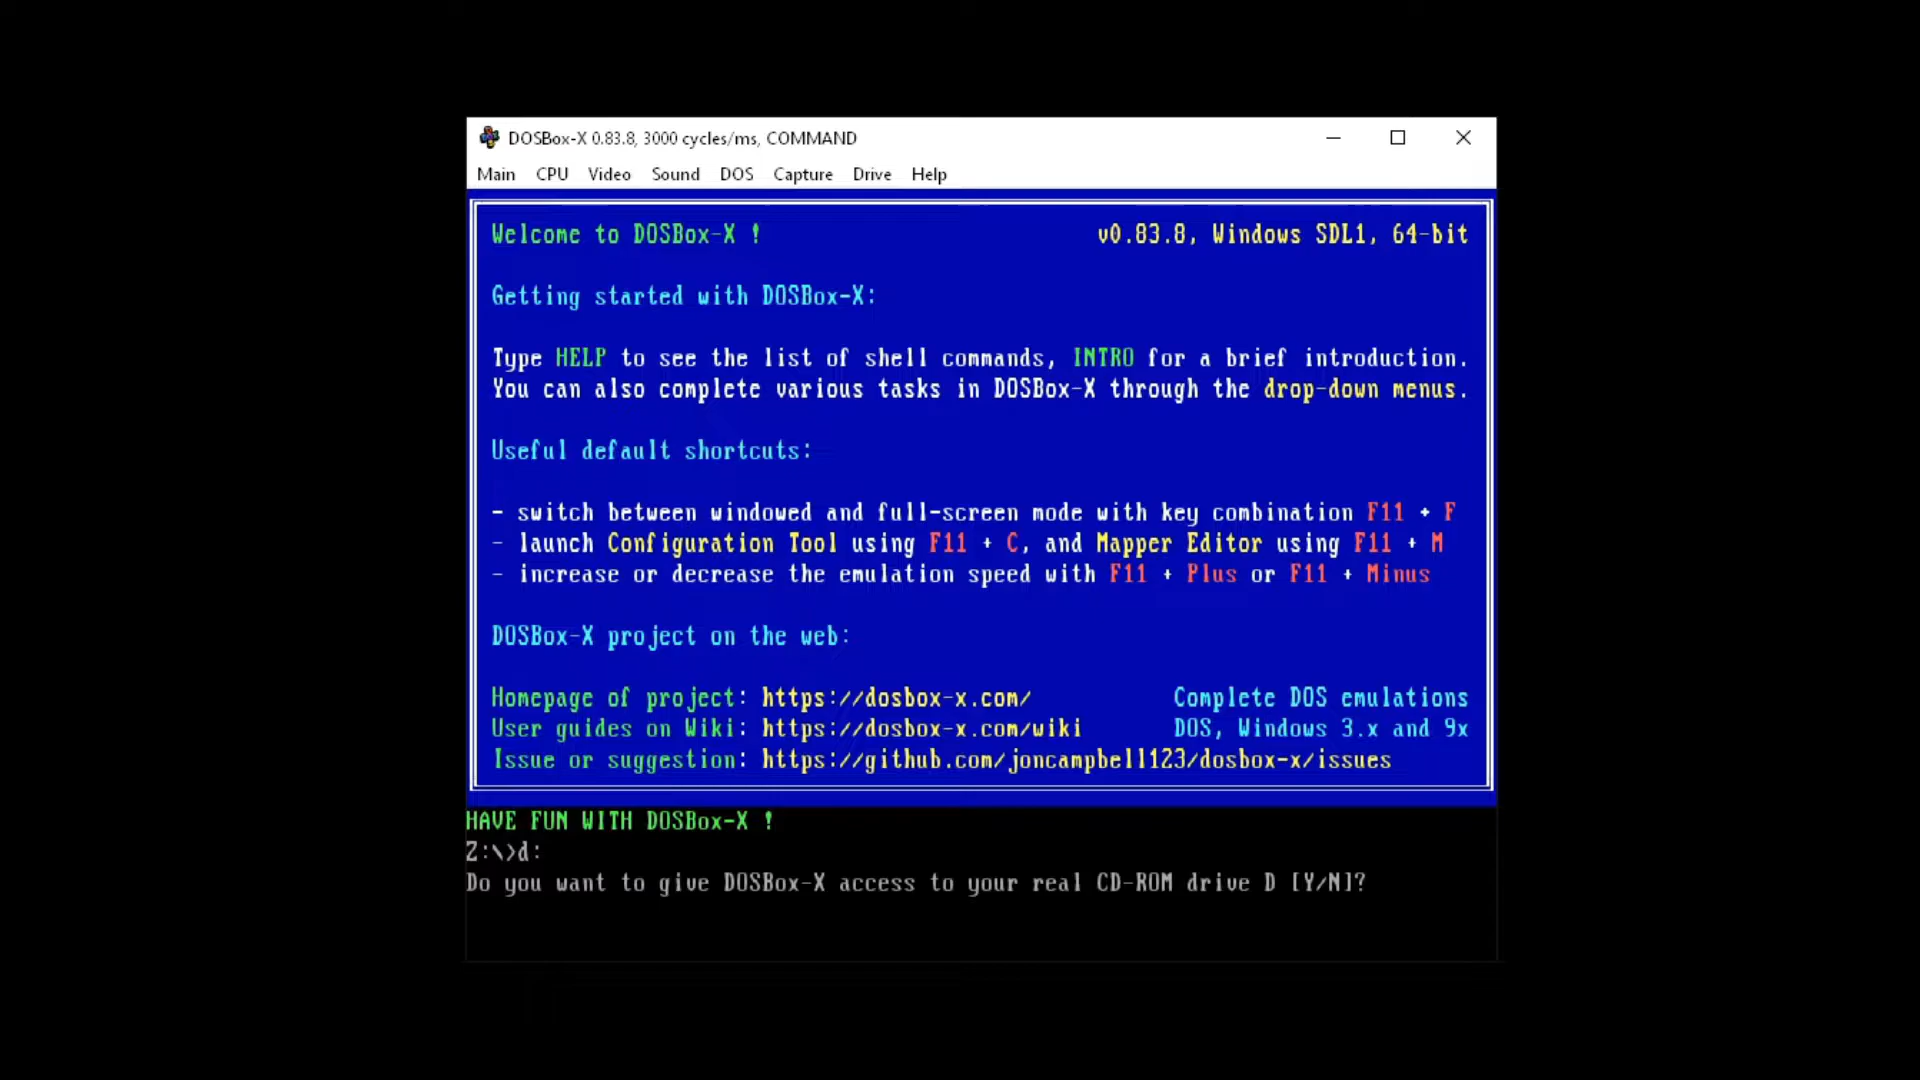 DOSBox-X 0.83.8, 3000 cycles/ms, COMMAND
Main CPU Video Sound DOS Capture Drive Help
Welcome to DOSBox-X ! v0.83.8, Windows SDL1, 64-bit
Getting started with DOSBox-X:
Type HELP to see the list of shell commands, INTRO for a brief introduction.
You can also complete various tasks in DOSBox-X through the drop-down menus.
Useful default shortcuts:
- switch between windowed and full-screen mode with key combination F11 + F
- launch Configuration Tool using F11 + C, and Mapper Editor using F11 + M
- increase or decrease the emulation speed with F11 + Plus or F11 + Minus
DOSBox-X project on the web:
Homepage of project: https://dosbox-x.com/ Complete DOS emulations
User guides on Wiki: https://dosbox-x.com/wiki DOS, Windows 3.x and 9x
Issue or suggestion: https://github.com/joncampbell123/dosbox-x/issues
HAVE FUN WITH DOSBox-X !
Z:\>d:
Do you want to give DOSBox-X access to your real CD-ROM drive D [Y/N]?